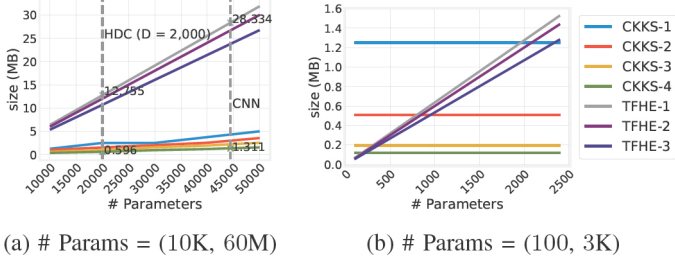 30
25
20
15
10
5
0
size (MB)
HDC (D = 2,000)
28.334
12.755
CNN
0.596
1.311
10000
15000
20000
25000
30000
35000
40000
45000
50000
# Parameters
(a) # Params = (10K, 60M)
1.6
1.4
1.2
1.0
0.8
0.6
0.4
0.2
0.0
size (MB)
0
500
1000
1500
2000
2500
# Parameters
(b) # Params = (100, 3K)
CKKS-1
CKKS-2
CKKS-3
CKKS-4
TFHE-1
TFHE-2
TFHE-3